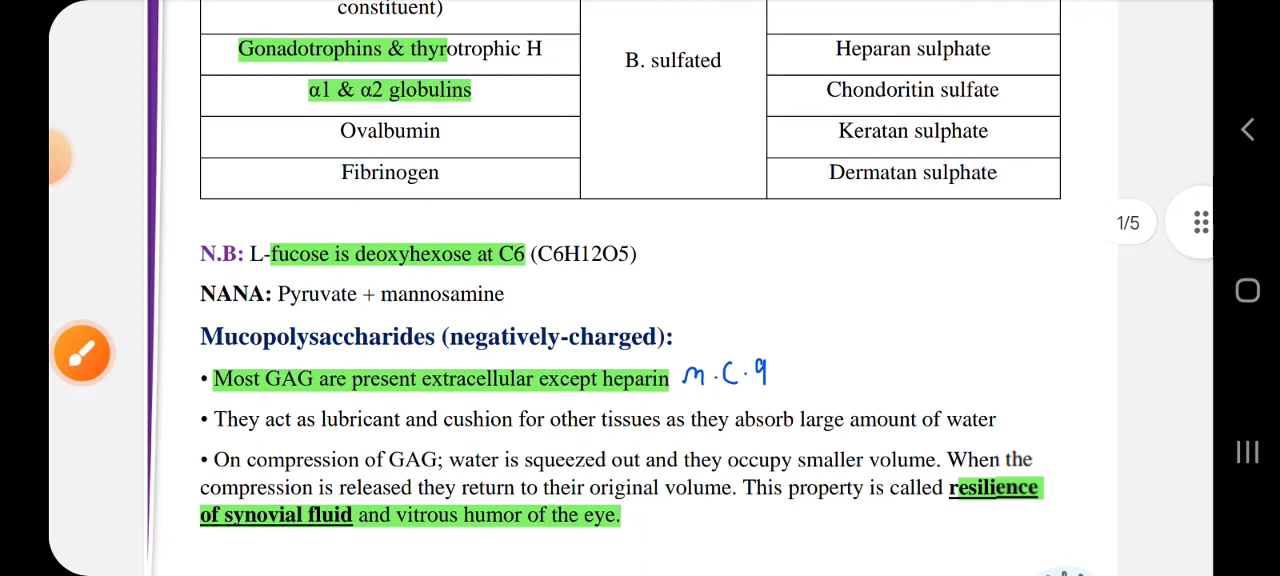 constituent)
Gonadotrophins & thyrotrophic H
B. sulfated
Heparan sulphate
α1 & α2 globulins
Chondoritin sulfate
Ovalbumin
Keratan sulphate
Fibrinogen
Dermatan sulphate
N.B: L-fucose is deoxyhexose at C6 (C6H12O5)
NANA: Pyruvate + mannosamine
Mucopolysaccharides (negatively-charged):
• Most GAG are present extracellular except heparin m.c.q
• They act as lubricant and cushion for other tissues as they absorb large amount of water
• On compression of GAG; water is squeezed out and they occupy smaller volume. When the
compression is released they return to their original volume. This property is called resilience
of synovial fluid and vitrous humor of the eye.
1/5